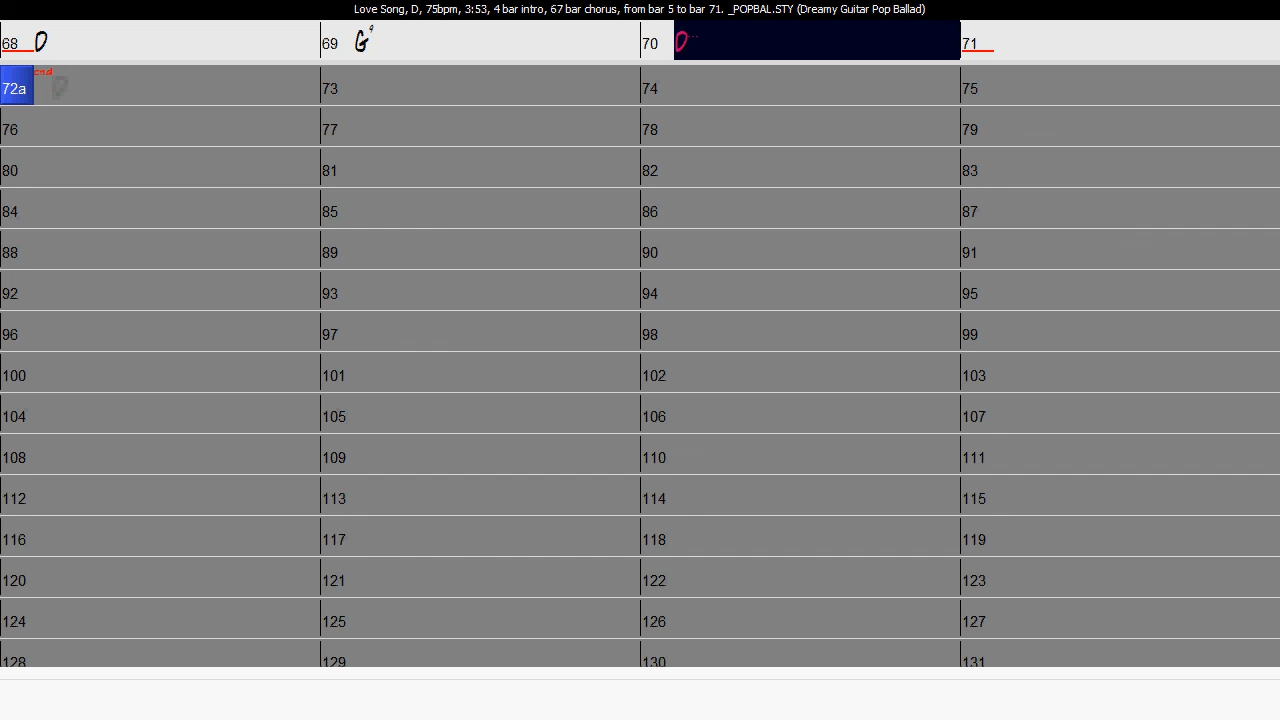 Love Song, D, 75bpm, 3:53, 4 bar intro, 67 bar chorus, from bar 5 to bar 71. _POPBAL.STY (Dreamy Guitar Pop Ballad)
68 D 69 G⁹ 70 D... 71
72a end D 73 74 75
76 77 78 79
80 81 82 83
84 85 86 87
88 89 90 91
92 93 94 95
96 97 98 99
100 101 102 103
104 105 106 107
108 109 110 111
112 113 114 115
116 117 118 119
120 121 122 123
124 125 126 127
128 129 130 131